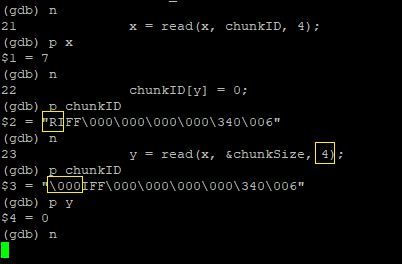 (gdb) n
21 x = read(x, chunkID, 4);
(gdb) p x
$1 = 7
(gdb) n
22 chunkID[y] = 0;
(gdb) p chunkID
$2 = "RIFF\000\000\000\000\340\006"
(gdb) n
23 y = read(x, &chunkSize, 4);
(gdb) p chunkID
$3 = "\000IFF\000\000\000\000\340\006"
(gdb) p y
$4 = 0
(gdb) n